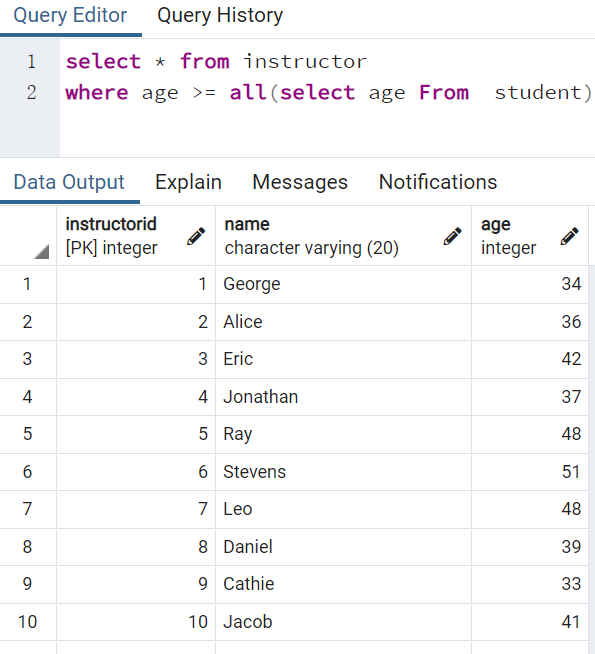 Query Editor Query History
1 select * from instructor
2 where age >= all(select age From  student)
Data Output Explain Messages Notifications
instructorid name age
[PK] integer character varying (20) integer
1 1 George 34
2 2 Alice 36
3 3 Eric 42
4 4 Jonathan 37
5 5 Ray 48
6 6 Stevens 51
7 7 Leo 48
8 8 Daniel 39
9 9 Cathie 33
10 10 Jacob 41